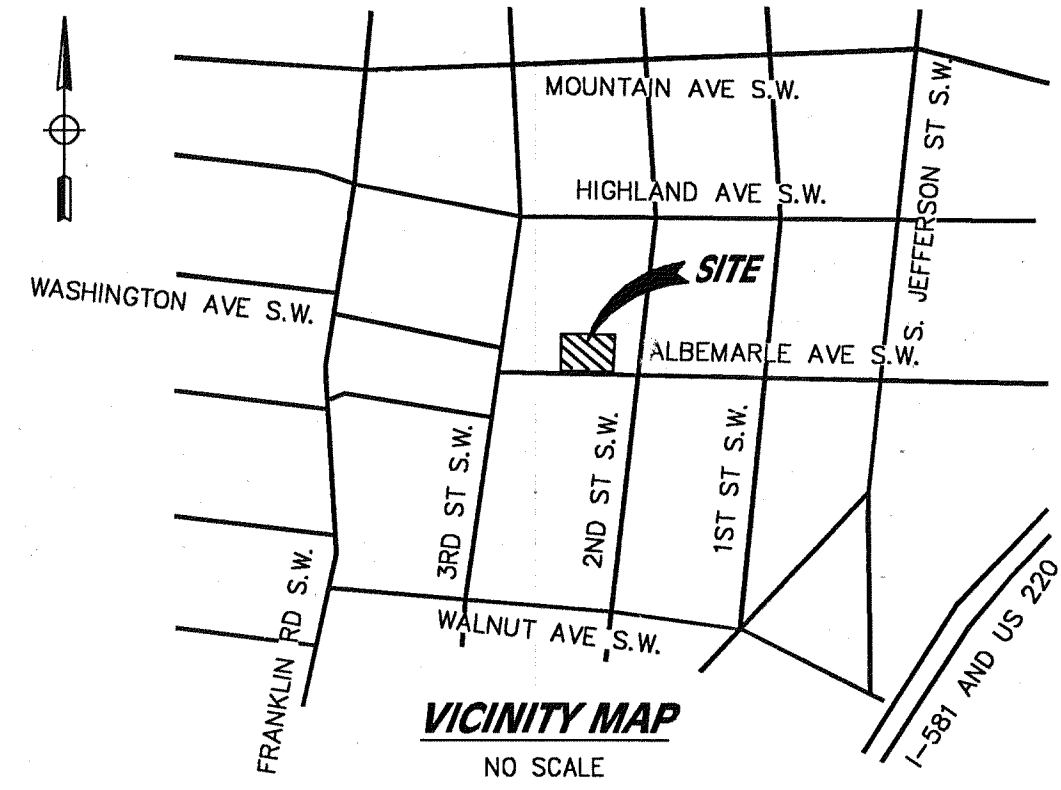 MOUNTAIN AVE S.W.
HIGHLAND AVE S.W.
S. JEFFERSON ST S.W.
SITE
WASHINGTON AVE S.W.
ALBEMARLE AVE S.W.
3RD ST S.W.
2ND ST S.W.
1ST ST S.W.
FRANKLIN RD S.W.
WALNUT AVE S.W.
I-581 AND US 220
VICINITY MAP
NO SCALE